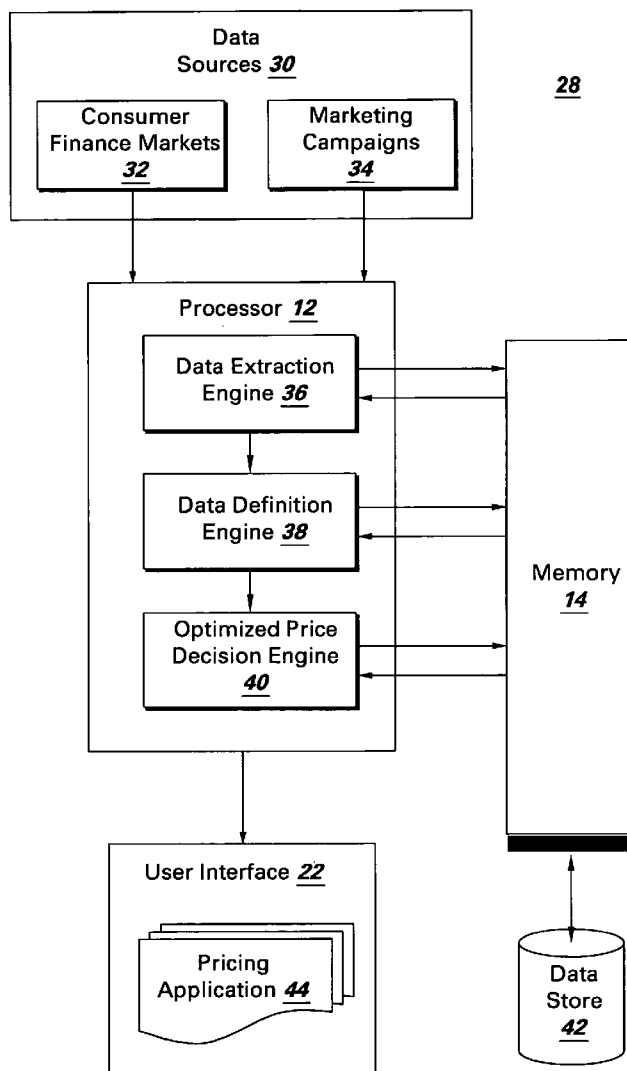 Data
Sources 30
28
Consumer
Finance Markets
32
Marketing
Campaigns
34
Processor 12
Data Extraction
Engine 36
Data Definition
Engine 38
Optimized Price
Decision Engine
40
Memory
14
User Interface 22
Pricing
Application 44
Data
Store
42